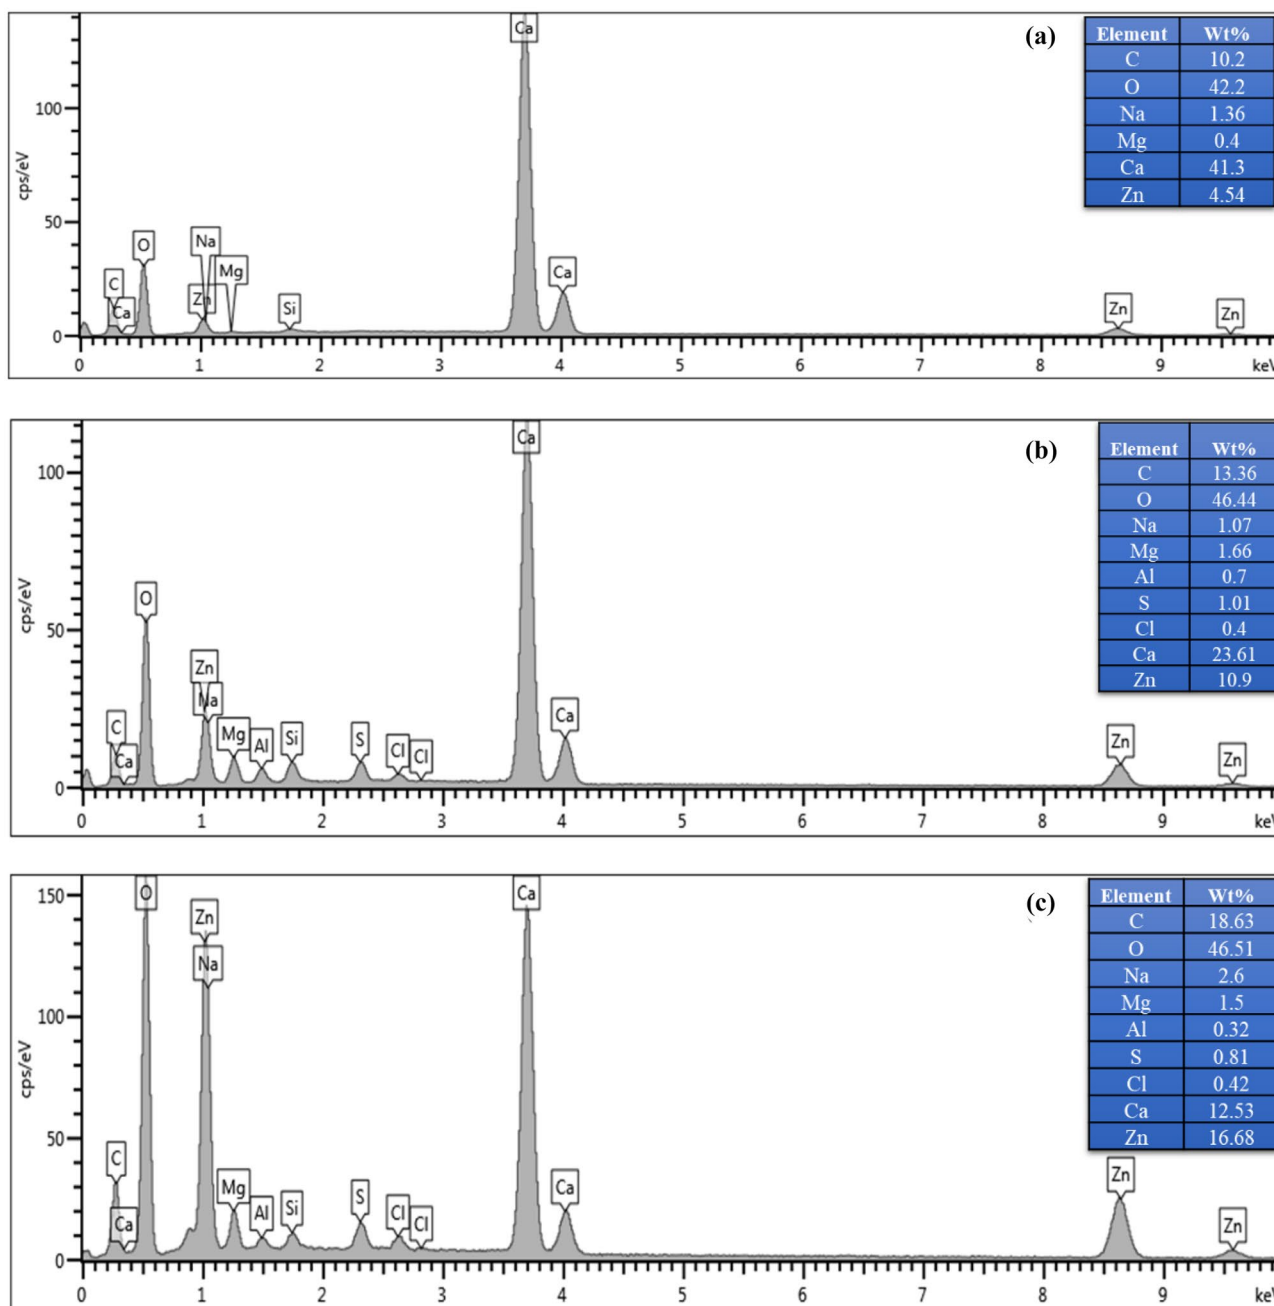 (a)
Element Wt%
C 10.2
O 42.2
Na 1.36
Mg 0.4
Ca 41.3
Zn 4.54
cps/eV
100
50
0
C
Ca
O
Na
Zn
Mg
Si
Ca
Ca
Zn
Zn
0 1 2 3 4 5 6 7 8 9 keV
(b)
Element Wt%
C 13.36
O 46.44
Na 1.07
Mg 1.66
Al 0.7
S 1.01
Cl 0.4
Ca 23.61
Zn 10.9
cps/eV
100
50
0
C
Ca
O
Zn
Na
Mg
Al
Si
S
Cl
Cl
Ca
Ca
Zn
Zn
0 1 2 3 4 5 6 7 8 9 keV
(c)
Element Wt%
C 18.63
O 46.51
Na 2.6
Mg 1.5
Al 0.32
S 0.81
Cl 0.42
Ca 12.53
Zn 16.68
cps/eV
150
100
50
0
C
Ca
O
Zn
Na
Mg
Al
Si
S
Cl
Cl
Ca
Ca
Zn
Zn
0 1 2 3 4 5 6 7 8 9 keV